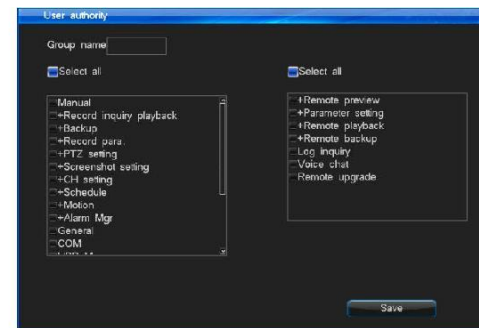 User authority
Group name
Select all
Manual
+Record inquiry playback
+Backup
+Record para.
+PTZ setting
+Screenshot setting
+CH setting
+Schedule
+Motion
+Alarm Mgr
General
COM
Select all
+Remote preview
+Parameter setting
+Remote playback
+Remote backup
Log inquiry
Voice chat
Remote upgrade
Save